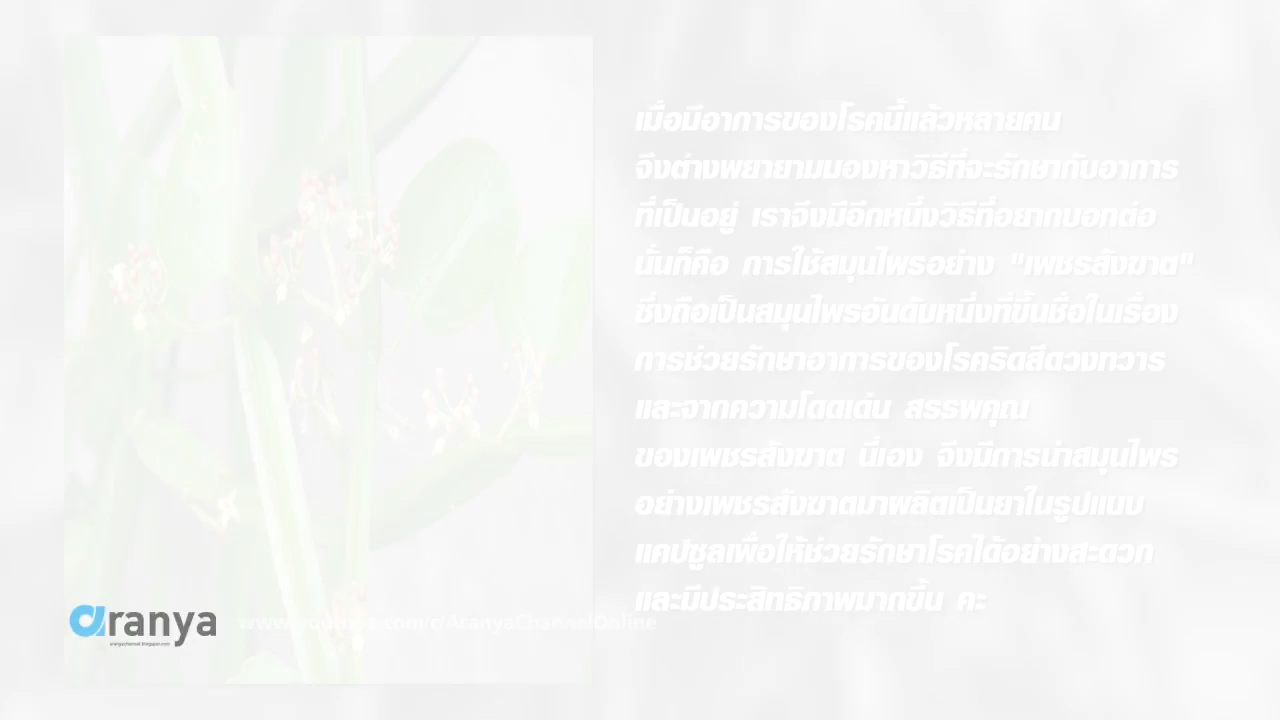 เมื่อมีอาการของโรคนี้แล้วหลายคน
จึงต่างพยายามมองหาวิธีที่จะรักษากับอาการ
ที่เป็นอยู่ เราจึงมีอีกหนึ่งวิธีที่อยากบอกต่อ
นั่นก็คือ การใช้สมุนไพรอย่าง "เพชรสังฆาต"
ซึ่งถือเป็นสมุนไพรอันดับหนึ่งที่ขึ้นชื่อในเรื่อง
การช่วยรักษาอาการของโรคริดสีดวงทวาร
และจากความโดดเด่น สรรพคุณ
ของเพชรสังฆาต นี่เอง จึงมีการนำสมุนไพร
อย่างเพชรสังฆาตมาผลิตเป็นยาในรูปแบบ
แคปซูลเพื่อให้ช่วยรักษาโรคได้อย่างสะดวก
และมีประสิทธิภาพมากขึ้น คะ
aranya
aranyachannel.blogspot.com
www.youtube.com/c/AranyaChannelOnline